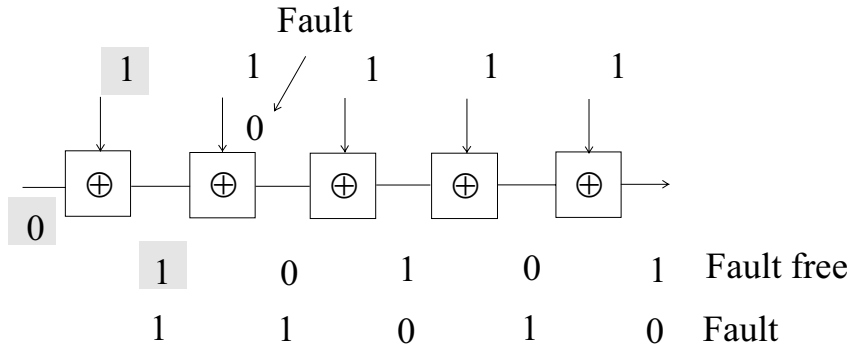 Fault
1 1 1 1 1
0
⊕ ⊕ ⊕ ⊕ ⊕
0
1 0 1 0 1 Fault free
1 1 0 1 0 Fault